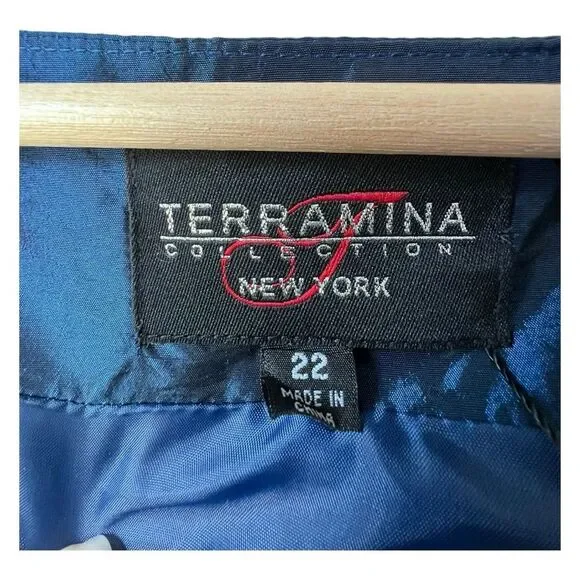 TERRAMINA
COLLECTION
NEW YORK
22
MADE IN
CHINA